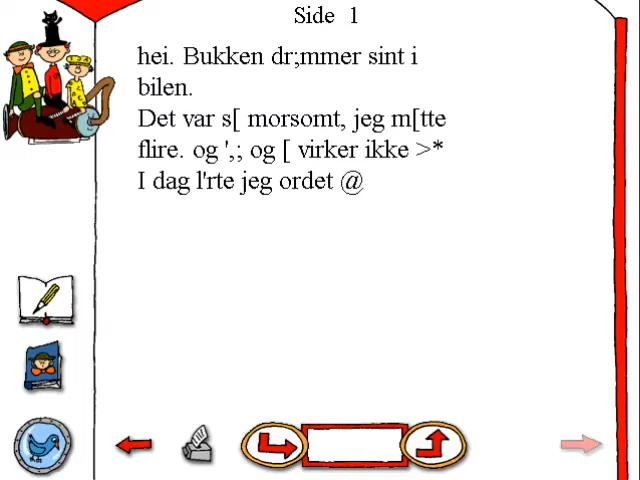 Side 1
hei. Bukken dr;mmer sint i
bilen.
Det var s[ morsomt, jeg m[tte
flire. og ',; og [ virker ikke >*
I dag l'rte jeg ordet @